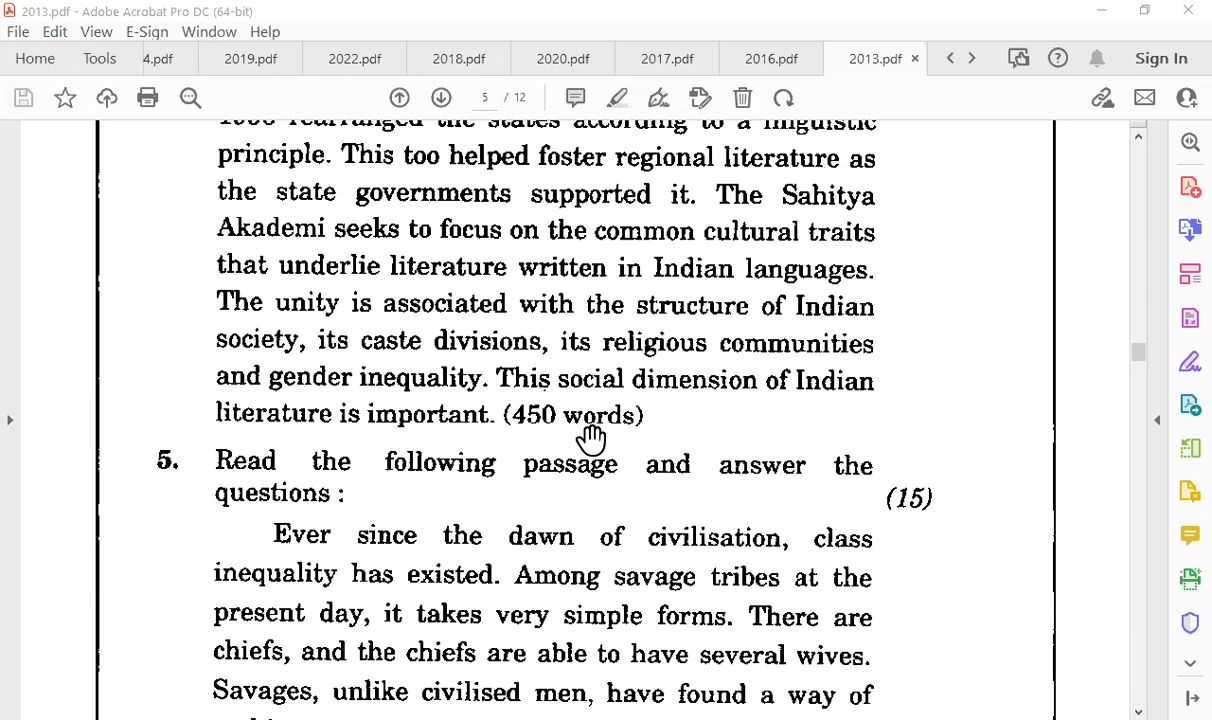 2013.pdf - Adobe Acrobat Pro DC (64-bit)
File Edit View E-Sign Window Help
Home Tools 4.pdf 2019.pdf 2022.pdf 2018.pdf 2020.pdf 2017.pdf 2016.pdf 2013.pdf × Sign In
5 / 12
rearranged the states according to a linguistic
principle. This too helped foster regional literature as
the state governments supported it. The Sahitya
Akademi seeks to focus on the common cultural traits
that underlie literature written in Indian languages.
The unity is associated with the structure of Indian
society, its caste divisions, its religious communities
and gender inequality. This social dimension of Indian
literature is important. (450 words)
5. Read the following passage and answer the
questions :
(15)
Ever since the dawn of civilisation, class
inequality has existed. Among savage tribes at the
present day, it takes very simple forms. There are
chiefs, and the chiefs are able to have several wives.
Savages, unlike civilised men, have found a way of